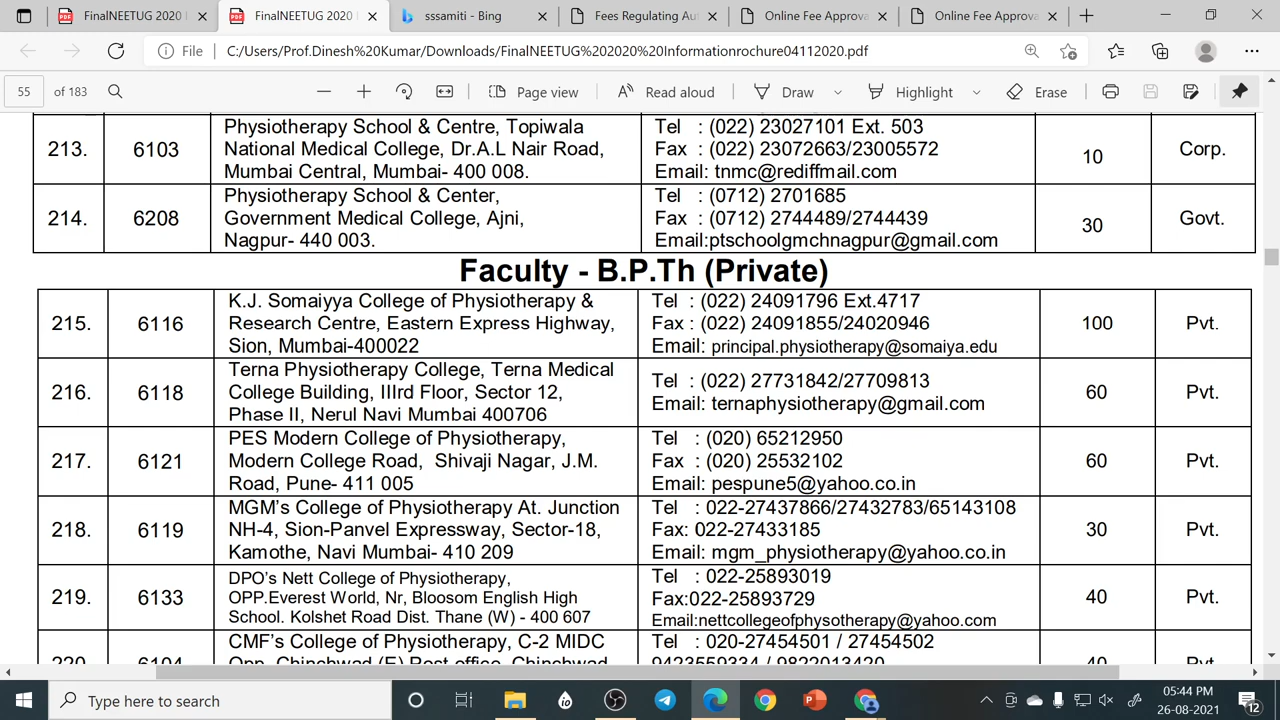 FinalNEETUG 2020 I
FinalNEETUG 2020 I
sssamiti - Bing
Fees Regulating Au
Online Fee Approva
Online Fee Approva
File
C:/Users/Prof.Dinesh%20Kumar/Downloads/FinalNEETUG%202020%20Informationrochure04112020.pdf
55 of 183
Page view
Read aloud
Draw
Highlight
Erase
213. 6103 Physiotherapy School & Centre, Topiwala
National Medical College, Dr.A.L Nair Road,
Mumbai Central, Mumbai- 400 008.
Tel : (022) 23027101 Ext. 503
Fax : (022) 23072663/23005572
Email: tnmc@rediffmail.com
10 Corp.
214. 6208 Physiotherapy School & Center,
Government Medical College, Ajni,
Nagpur- 440 003.
Tel : (0712) 2701685
Fax : (0712) 2744489/2744439
Email:ptschoolgmchnagpur@gmail.com
30 Govt.
Faculty - B.P.Th (Private)
215. 6116 K.J. Somaiyya College of Physiotherapy &
Research Centre, Eastern Express Highway,
Sion, Mumbai-400022
Tel : (022) 24091796 Ext.4717
Fax : (022) 24091855/24020946
Email: principal.physiotherapy@somaiya.edu
100 Pvt.
216. 6118 Terna Physiotherapy College, Terna Medical
College Building, IIIrd Floor, Sector 12,
Phase II, Nerul Navi Mumbai 400706
Tel : (022) 27731842/27709813
Email: ternaphysiotherapy@gmail.com
60 Pvt.
217. 6121 PES Modern College of Physiotherapy,
Modern College Road, Shivaji Nagar, J.M.
Road, Pune- 411 005
Tel : (020) 65212950
Fax : (020) 25532102
Email: pespune5@yahoo.co.in
60 Pvt.
218. 6119 MGM's College of Physiotherapy At. Junction
NH-4, Sion-Panvel Expressway, Sector-18,
Kamothe, Navi Mumbai- 410 209
Tel : 022-27437866/27432783/65143108
Fax: 022-27433185
Email: mgm_physiotherapy@yahoo.co.in
30 Pvt.
219. 6133 DPO's Nett College of Physiotherapy,
OPP.Everest World, Nr, Bloosom English High
School. Kolshet Road Dist. Thane (W) - 400 607
Tel : 022-25893019
Fax:022-25893729
Email:nettcollegeofphysotherapy@yahoo.com
40 Pvt.
220. 6104 CMF's College of Physiotherapy, C-2 MIDC
Opp. Chinchwad (E) Post office, Chinchwad
Tel : 020-27454501 / 27454502
9423559334 / 9822013420
40 Pvt.
Type here to search
05:44 PM
26-08-2021
12